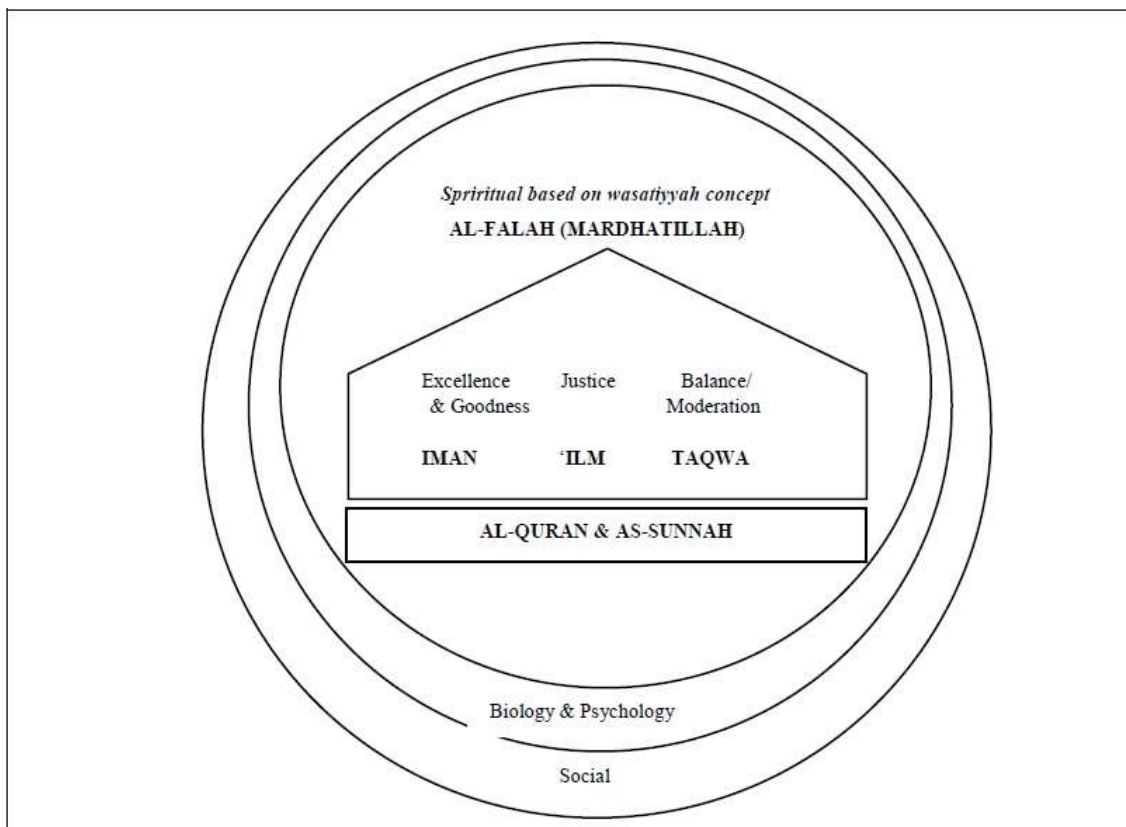 Spriritual based on wasatiyyah concept
AL-FALAH (MARDHATILLAH)
Excellence Justice Balance/
& Goodness Moderation
IMAN ‘ILM TAQWA
AL-QURAN & AS-SUNNAH
Biology & Psychology
Social